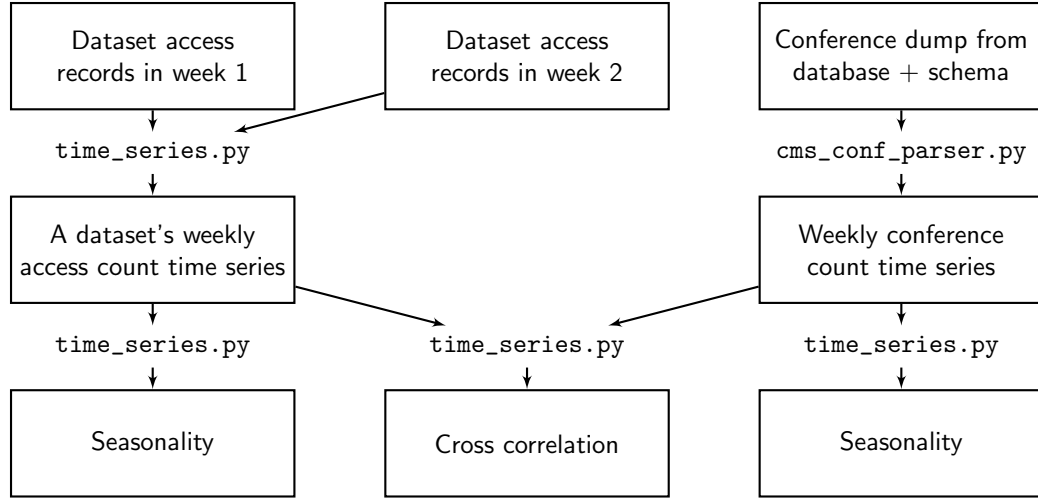 Dataset access
records in week 1
Dataset access
records in week 2
Conference dump from
database + schema
time_series.py
cms_conf_parser.py
A dataset's weekly
access count time series
Weekly conference
count time series
time_series.py
time_series.py
time_series.py
Seasonality
Cross correlation
Seasonality